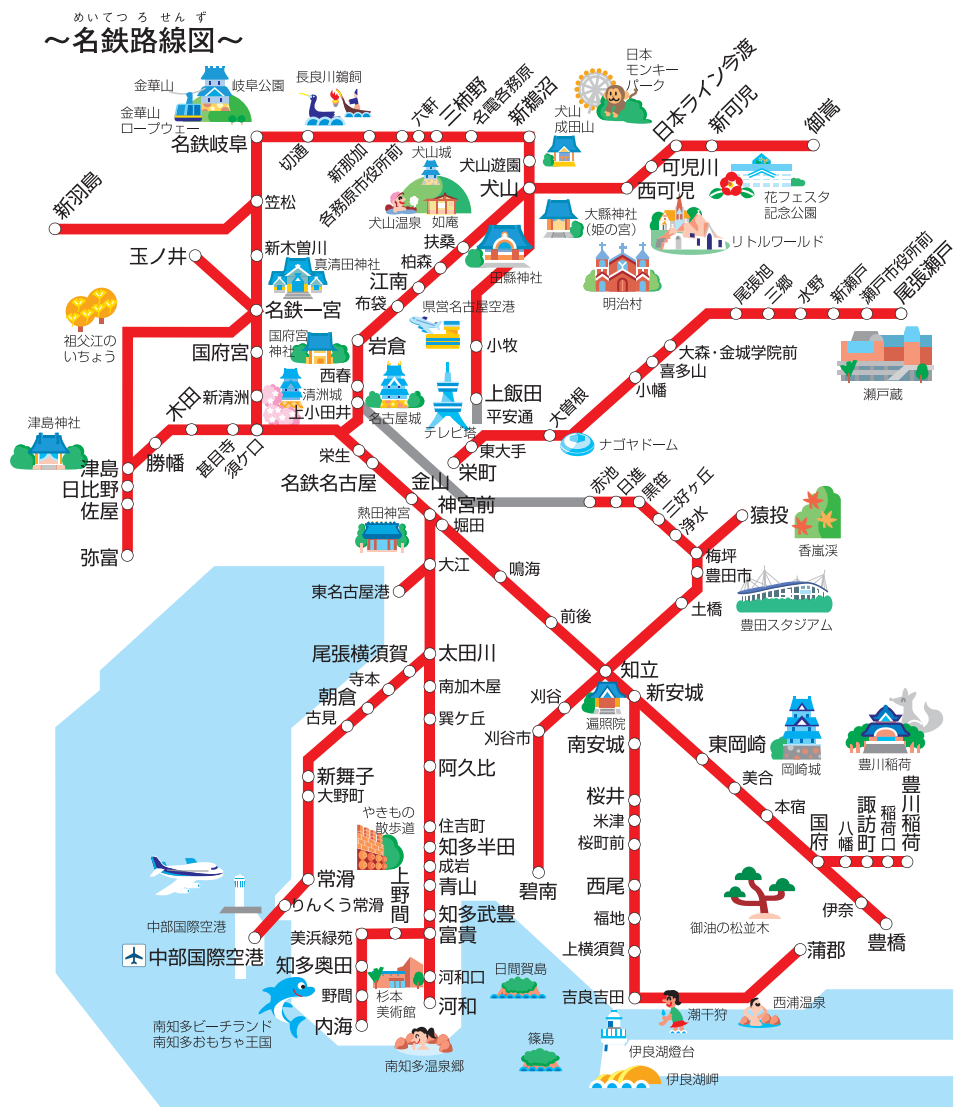 めいてつろせんず
～名鉄路線図～
金華山
岐阜公園
金華山
ロープウェー
長良川鵜飼
日本
モンキー
パーク
犬山
成田山
名鉄岐阜
切通
新那加
各務原市役所前
六軒
三柿野
名電各務原
新鵜沼
犬山遊園
犬山
犬山城
犬山温泉
如庵
日本ライン今渡
新可児
御嵩
可児川
西可児
花フェスタ
記念公園
大縣神社
(姫の宮)
リトルワールド
新羽島
笠松
玉ノ井
新木曽川
真清田神社
扶桑
柏森
江南
布袋
田縣神社
明治村
名鉄一宮
祖父江の
いちょう
国府宮
国府宮
神社
県営名古屋空港
岩倉
小牧
尾張旭
三郷
水野
新瀬戸
瀬戸市役所前
尾張瀬戸
大森・金城学院前
喜多山
小幡
瀬戸蔵
西春
新清洲
清洲城
上小田井
名古屋城
テレビ塔
上飯田
平安通
大曽根
ナゴヤドーム
東大手
栄町
木田
津島神社
津島
勝幡
甚目寺
須ケ口
日比野
佐屋
弥富
栄生
名鉄名古屋
金山
神宮前
堀田
熱田神宮
赤池
日進
黒笹
三好ケ丘
浄水
猿投
梅坪
豊田市
香嵐渓
土橋
豊田スタジアム
大江
東名古屋港
鳴海
前後
知立
新安城
刈谷
刈谷市
遍照院
尾張横須賀
太田川
寺本
朝倉
古見
南加木屋
巽ケ丘
阿久比
新舞子
大野町
やきもの
散歩道
住吉町
知多半田
成岩
青山
上野間
知多武豊
富貴
常滑
りんくう常滑
中部国際空港
中部国際空港
美浜緑苑
知多奥田
野間
内海
杉本
美術館
河和口
河和
南知多ビーチランド
南知多おもちゃ王国
南知多温泉郷
日間賀島
篠島
碧南
南安城
桜井
米津
桜町前
西尾
福地
上横須賀
吉良吉田
潮干狩
西浦温泉
蒲郡
伊良湖燈台
伊良湖岬
東岡崎
岡崎城
美合
本宿
豊川稲荷
国府
八幡
諏訪町
稲荷口
豊川稲荷
御油の松並木
伊奈
豊橋